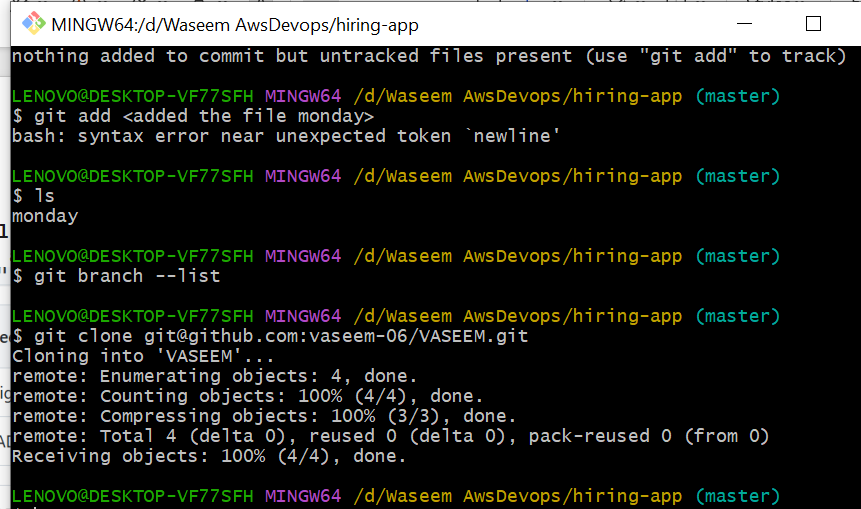 MINGW64:/d/Waseem AwsDevops/hiring-app
nothing added to commit but untracked files present (use "git add" to track)
LENOVO@DESKTOP-VF77SFH MINGW64 /d/Waseem AwsDevops/hiring-app (master)
$ git add <added the file monday>
bash: syntax error near unexpected token `newline'
LENOVO@DESKTOP-VF77SFH MINGW64 /d/Waseem AwsDevops/hiring-app (master)
$ ls
monday
LENOVO@DESKTOP-VF77SFH MINGW64 /d/Waseem AwsDevops/hiring-app (master)
$ git branch --list
LENOVO@DESKTOP-VF77SFH MINGW64 /d/Waseem AwsDevops/hiring-app (master)
$ git clone git@github.com:vaseem-06/VASEEM.git
Cloning into 'VASEEM'...
remote: Enumerating objects: 4, done.
remote: Counting objects: 100% (4/4), done.
remote: Compressing objects: 100% (3/3), done.
remote: Total 4 (delta 0), reused 0 (delta 0), pack-reused 0 (from 0)
Receiving objects: 100% (4/4), done.
LENOVO@DESKTOP-VF77SFH MINGW64 /d/Waseem AwsDevops/hiring-app (master)